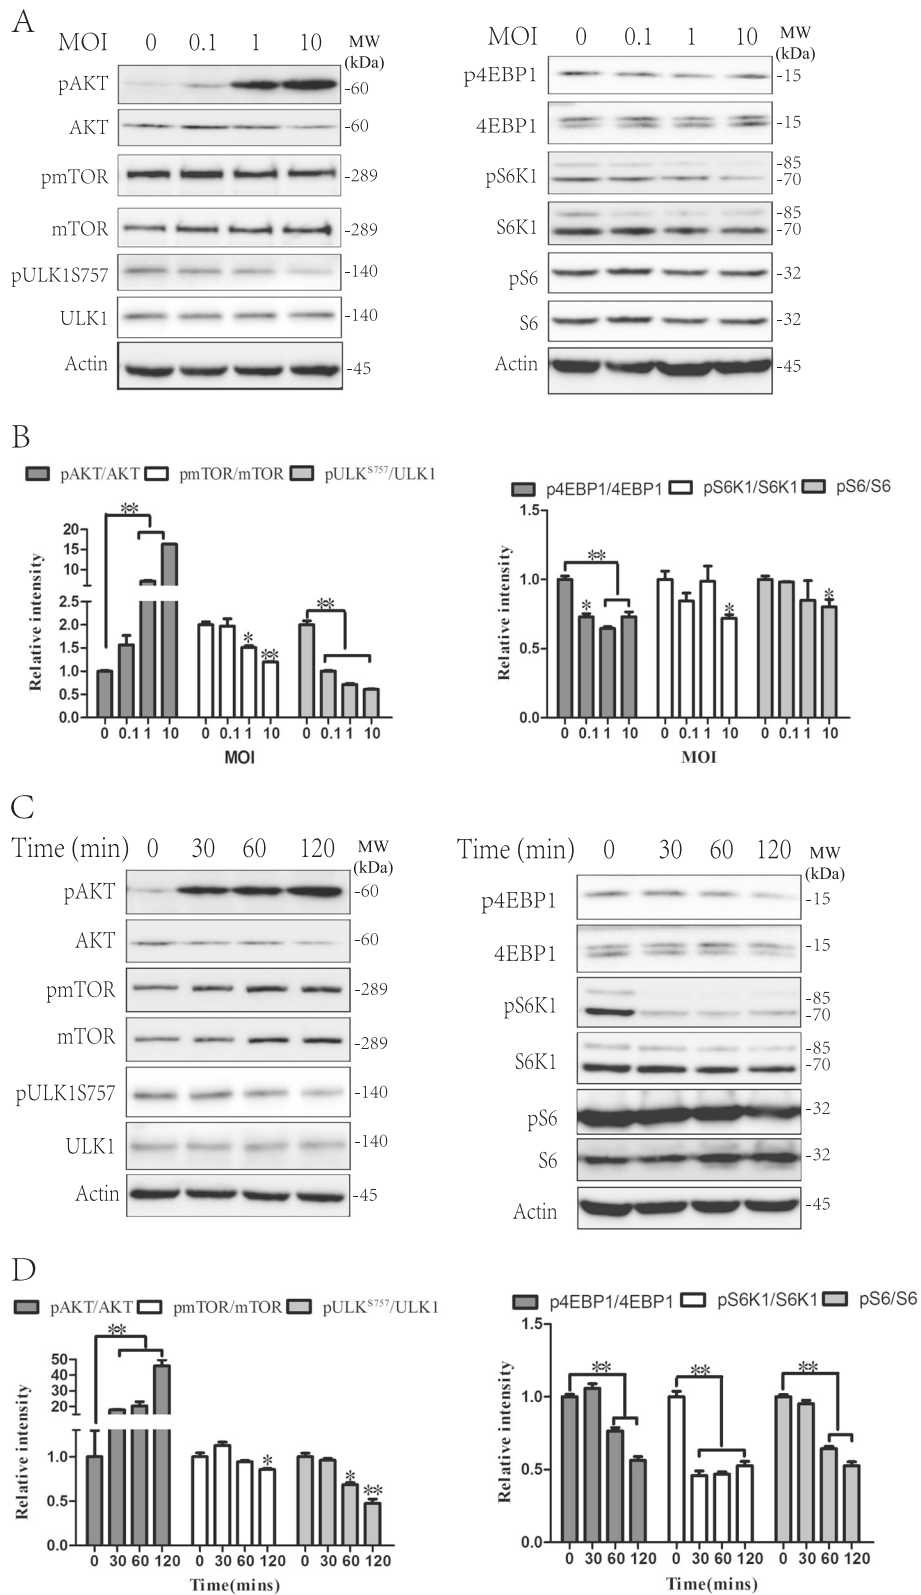 A
MOI 0 0.1 1 10 MW (kDa)
pAKT -60
AKT -60
pmTOR -289
mTOR -289
pULK1S757 -140
ULK1 -140
Actin -45
MOI 0 0.1 1 10 MW (kDa)
p4EBP1 -15
4EBP1 -15
pS6K1 -85 -70
S6K1 -85 -70
pS6 -32
S6 -32
Actin -45
B
pAKT/AKT pmTOR/mTOR pULK^S757/ULK1
Relative intensity
20
15
10
2.5
2.0
1.5
1.0
0.5
0.0
** * ** **
0 0.1 1 10 0 0.1 1 10 0 0.1 1 10
MOI
p4EBP1/4EBP1 pS6K1/S6K1 pS6/S6
Relative intensity
1.5
1.0
0.5
0.0
** * * *
0 0.1 1 10 0 0.1 1 10 0 0.1 1 10
MOI
C
Time (min) 0 30 60 120 MW (kDa)
pAKT -60
AKT -60
pmTOR -289
mTOR -289
pULK1S757 -140
ULK1 -140
Actin -45
Time (min) 0 30 60 120 MW (kDa)
p4EBP1 -15
4EBP1 -15
pS6K1 -85 -70
S6K1 -85 -70
pS6 -32
S6 -32
Actin -45
D
pAKT/AKT pmTOR/mTOR pULK^S757/ULK1
Relative intensity
50
40
30
20
1.0
0.5
0.0
** * * **
0 30 60 120 0 30 60 120 0 30 60 120
Time(mins)
p4EBP1/4EBP1 pS6K1/S6K1 pS6/S6
Relative intensity
1.5
1.0
0.5
0.0
** ** **
0 30 60 120 0 30 60 120 0 30 60 120
Time(mins)